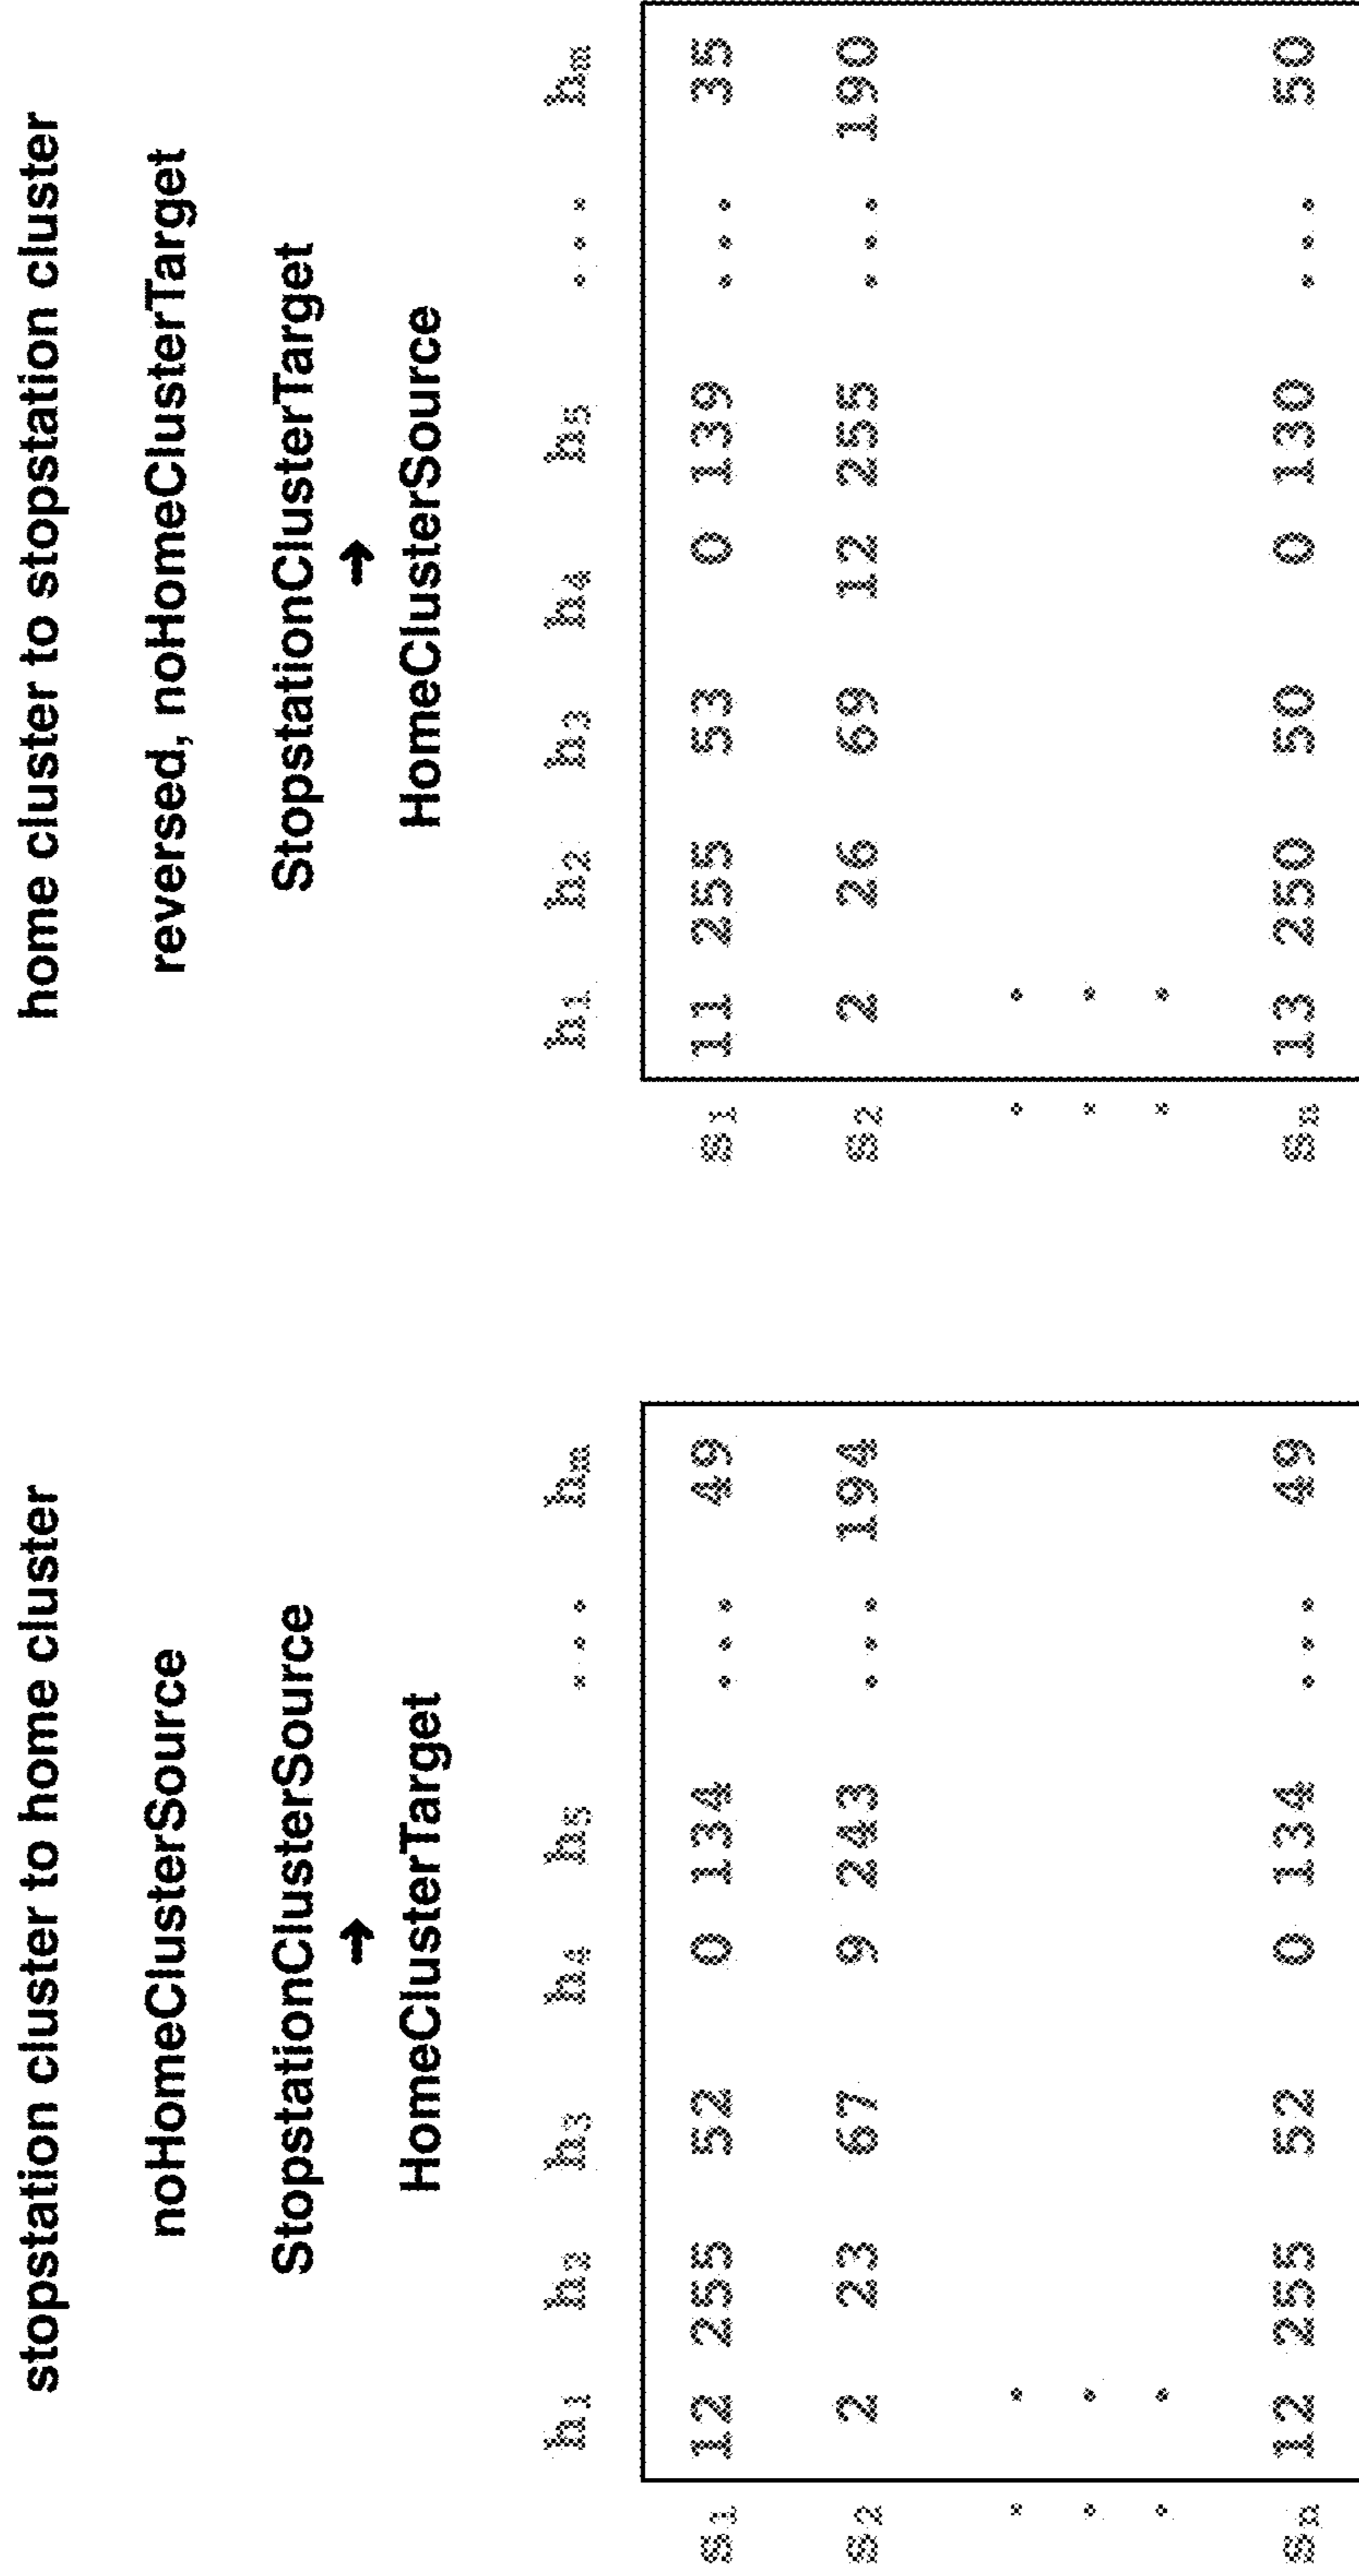 stopstation cluster to home cluster
noHomeClusterSource
StopstationClusterSource
→
HomeClusterTarget
h1 h2 h3 h4 h5 . . . hm
s1 12 255 52 0 134 . . . 49
s2 2 23 67 9 243 . . . 194
. .
. .
. .
sn 12 255 52 0 134 . . . 49
home cluster to stopstation cluster
reversed, noHomeClusterTarget
StopstationClusterTarget
→
HomeClusterSource
h1 h2 h3 h4 h5 . . . hm
s1 11 255 53 0 139 . . . 35
s2 2 26 69 12 255 . . . 190
. .
. .
. .
sn 13 250 50 0 130 . . . 50